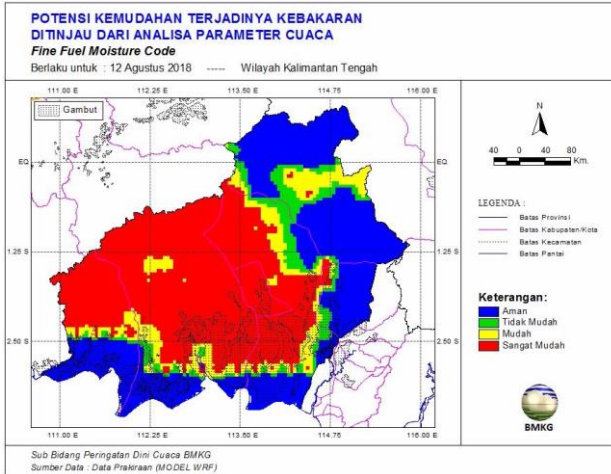 POTENSI KEMUDAHAN TERJADINYA KEBAKARAN
DITINJAU DARI ANALISA PARAMETER CUACA
Fine Fuel Moisture Code
Berlaku untuk : 12 Agustus 2018 ----- Wilayah Kalimantan Tengah
111.00 E 112.25 E 113.50 E 114.75 E 116.00 E
Gambut
EQ
EQ
1.25 S
1.25 S
2.50 S
2.50 S
111.00 E 112.25 E 113.50 E 114.75 E 116.00 E
N
40 0 40 80
Km.
LEGENDA :
Batas Provinsi
Batas Kabupaten/Kota
Batas Kecamatan
Batas Pantai
Keterangan:
Aman
Tidak Mudah
Mudah
Sangat Mudah
BMKG
Sub Bidang Peringatan Dini Cuaca BMKG
Sumber Data : Data Prakiraan (MODEL WRF)